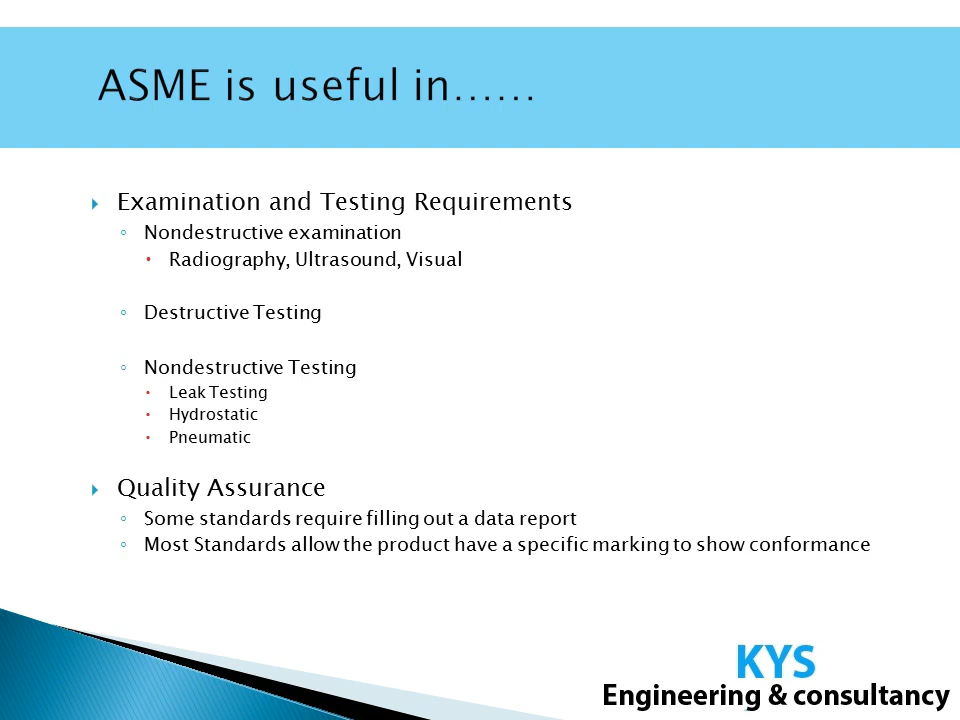 ASME is useful in......
Examination and Testing Requirements
Nondestructive examination
Radiography, Ultrasound, Visual
Destructive Testing
Nondestructive Testing
Leak Testing
Hydrostatic
Pneumatic
Quality Assurance
Some standards require filling out a data report
Most Standards allow the product have a specific marking to show conformance
KYS
Engineering & consultancy